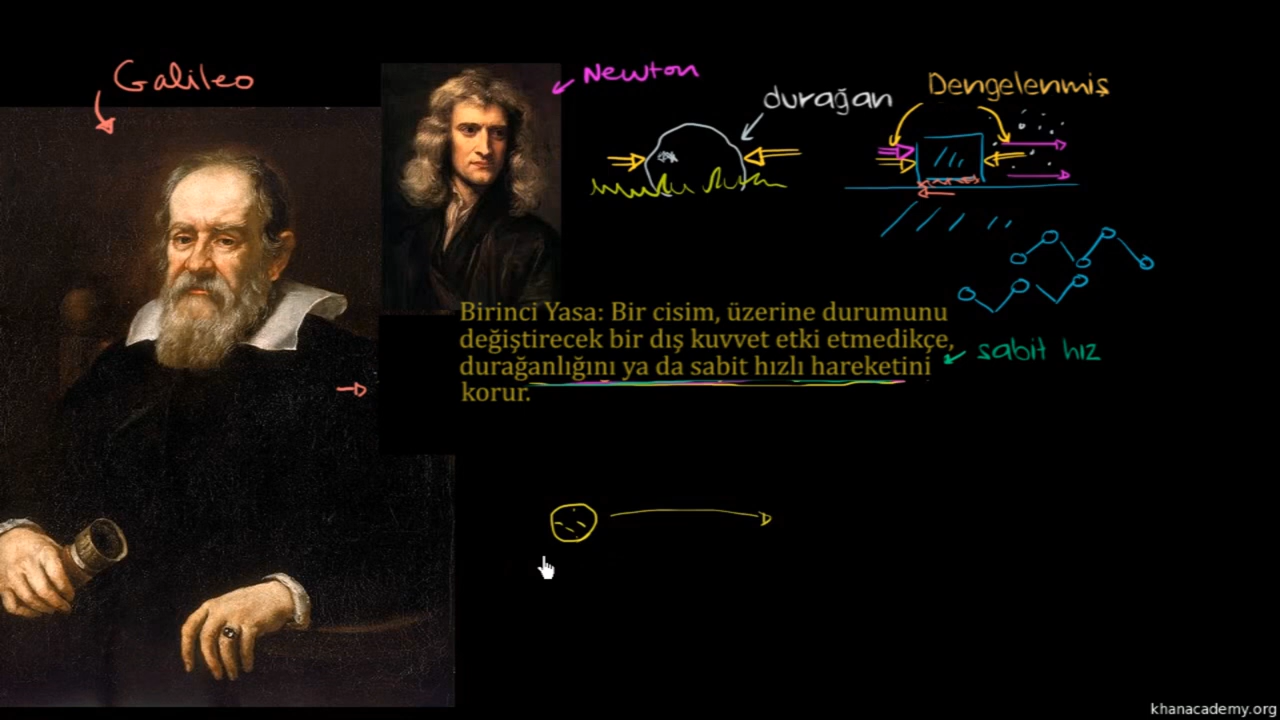 Galileo
Newton
durağan
Dengelenmiş
Birinci Yasa: Bir cisim, üzerine durumunu
değiştirecek bir dış kuvvet etki etmedikçe,
durağanlığını ya da sabit hızlı hareketini
korur.
sabit hız
khanacademy.org